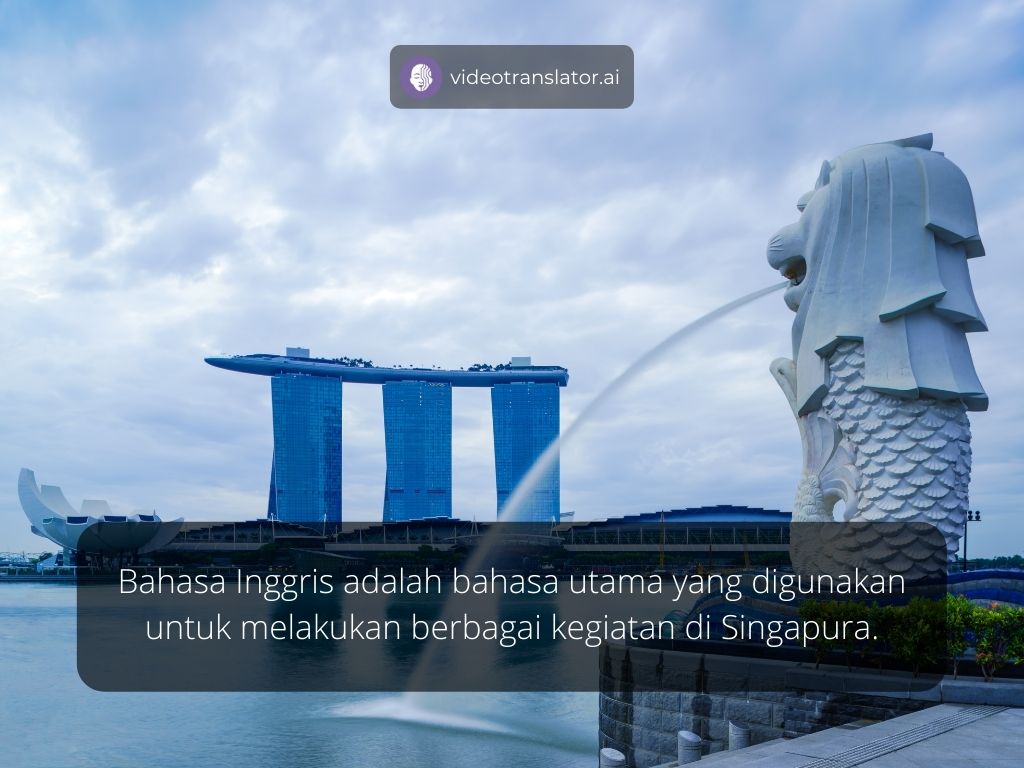 videotranslator.ai
Bahasa Inggris adalah bahasa utama yang digunakan
untuk melakukan berbagai kegiatan di Singapura.